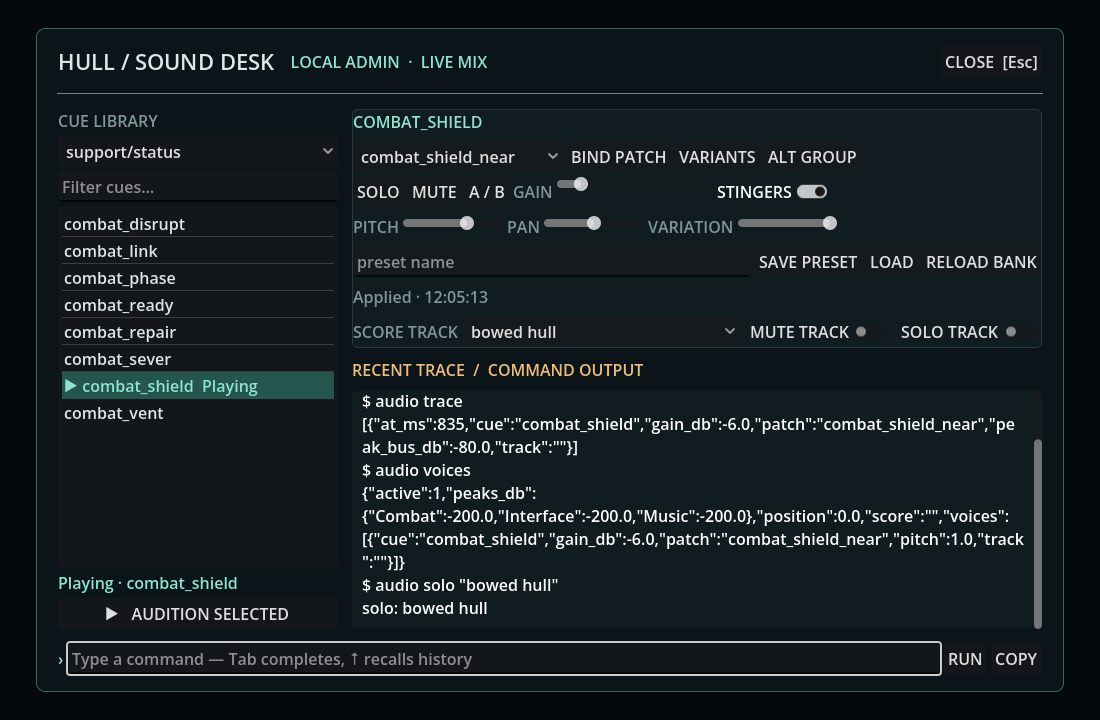 HULL / SOUND DESK LOCAL ADMIN · LIVE MIX CLOSE [Esc]
CUE LIBRARY
support/status
Filter cues...
combat_disrupt
combat_link
combat_phase
combat_ready
combat_repair
combat_sever
▶ combat_shield Playing
combat_vent
Playing · combat_shield
▶ AUDITION SELECTED
COMBAT_SHIELD
combat_shield_near BIND PATCH VARIANTS ALT GROUP
SOLO MUTE A / B GAIN STINGERS
PITCH PAN VARIATION
preset name SAVE PRESET LOAD RELOAD BANK
Applied · 12:05:13
SCORE TRACK bowed hull MUTE TRACK SOLO TRACK
RECENT TRACE / COMMAND OUTPUT
$ audio trace
[{"at_ms":835,"cue":"combat_shield","gain_db":-6.0,"patch":"combat_shield_near","pe
ak_bus_db":-80.0,"track":""}]
$ audio voices
{"active":1,"peaks_db":
{"Combat":-200.0,"Interface":-200.0,"Music":-200.0},"position":0.0,"score":"","voices":
[{"cue":"combat_shield","gain_db":-6.0,"patch":"combat_shield_near","pitch":1.0,"track
":""}]}
$ audio solo "bowed hull"
solo: bowed hull
› Type a command — Tab completes, ↑ recalls history RUN COPY